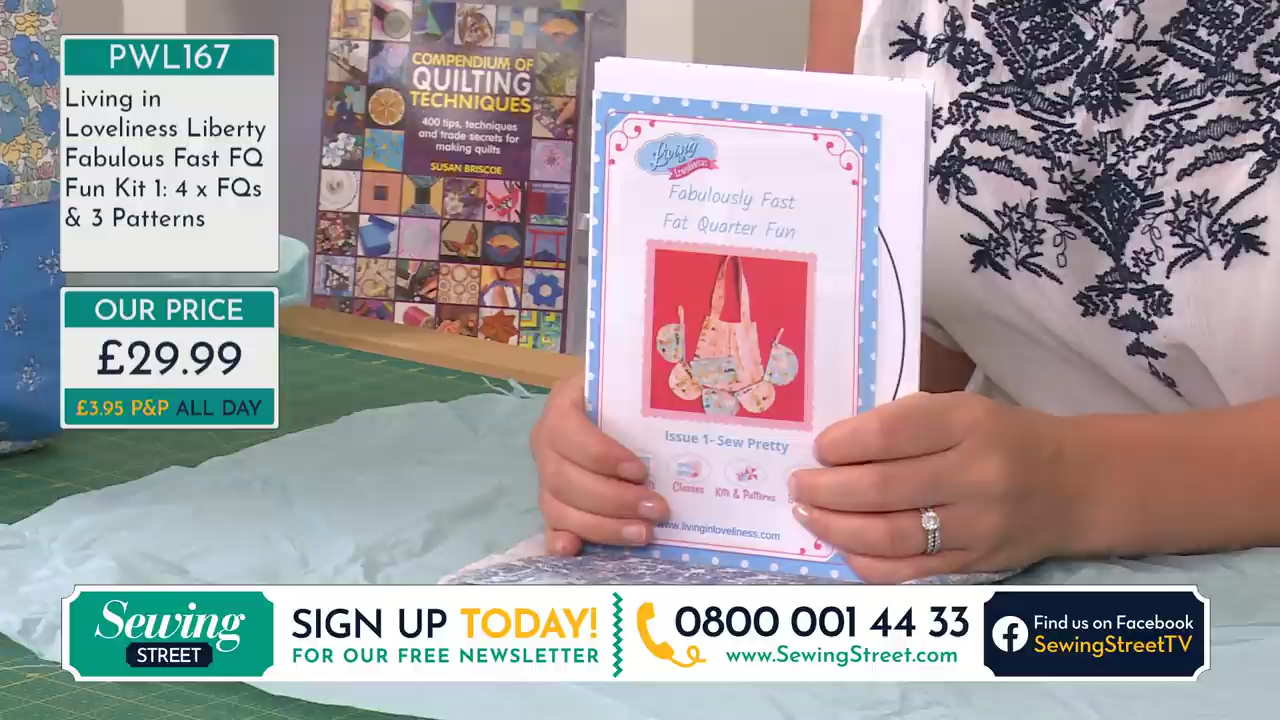 PWL167
Living in
Loveliness Liberty
Fabulous Fast FQ
Fun Kit 1: 4 x FQs
& 3 Patterns
OUR PRICE
£29.99
£3.95 P&P ALL DAY
COMPENDIUM OF
QUILTING
TECHNIQUES
400 tips, techniques
and trade secrets for
making quilts
SUSAN BRISCOE
Living
in
Loveliness
Fabulously Fast
Fat Quarter Fun
Issue 1- Sew Pretty
Classes
Kits & Patterns
www.livinginloveliness.com
Sewing
STREET
SIGN UP TODAY!
FOR OUR FREE NEWSLETTER
0800 001 44 33
www.SewingStreet.com
Find us on Facebook
SewingStreetTV